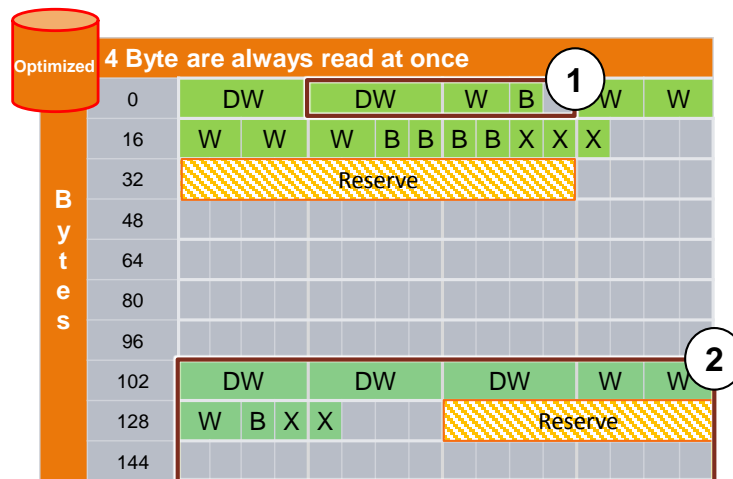 Optimized
4 Byte are always read at once
1
0 DW DW W B W W
16 W W W B B B B X X X
32 Reserve
48
64
80
96
2
102 DW DW DW W W
128 W B X X Reserve
144
Bytes